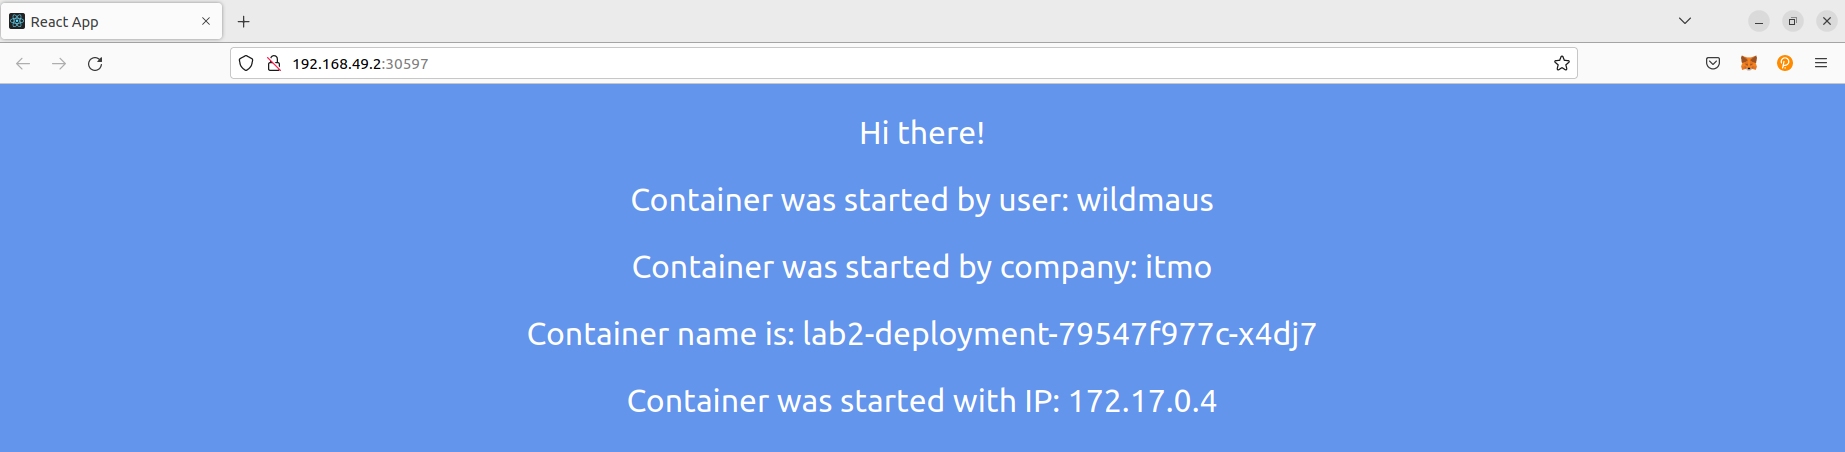 React App
192.168.49.2:30597
Hi there!
Container was started by user: wildmaus
Container was started by company: itmo
Container name is: lab2-deployment-79547f977c-x4dj7
Container was started with IP: 172.17.0.4